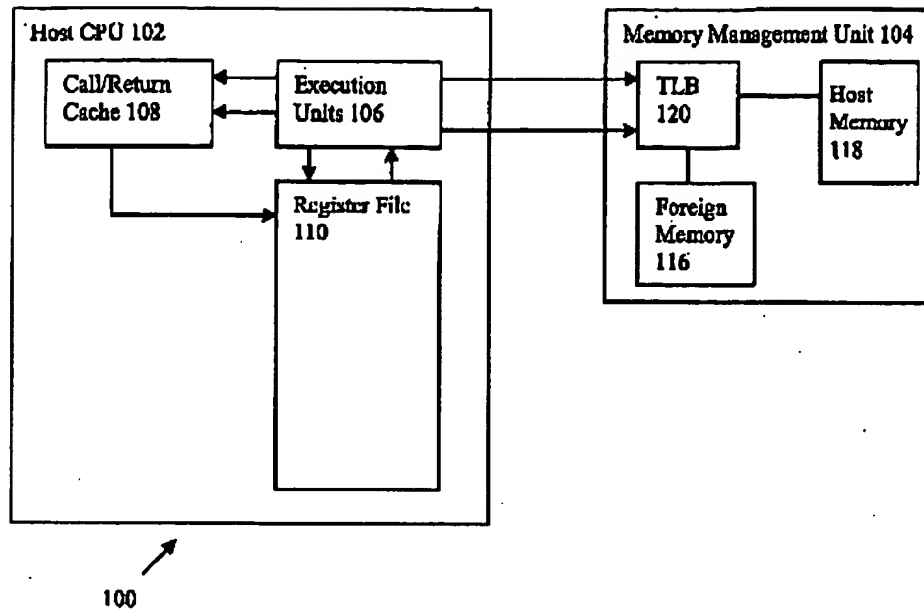 Host CPU 102
Call/Return
Cache 108
Execution
Units 106
Register File
110
Memory Management Unit 104
TLB
120
Host
Memory
118
Foreign
Memory
116
100